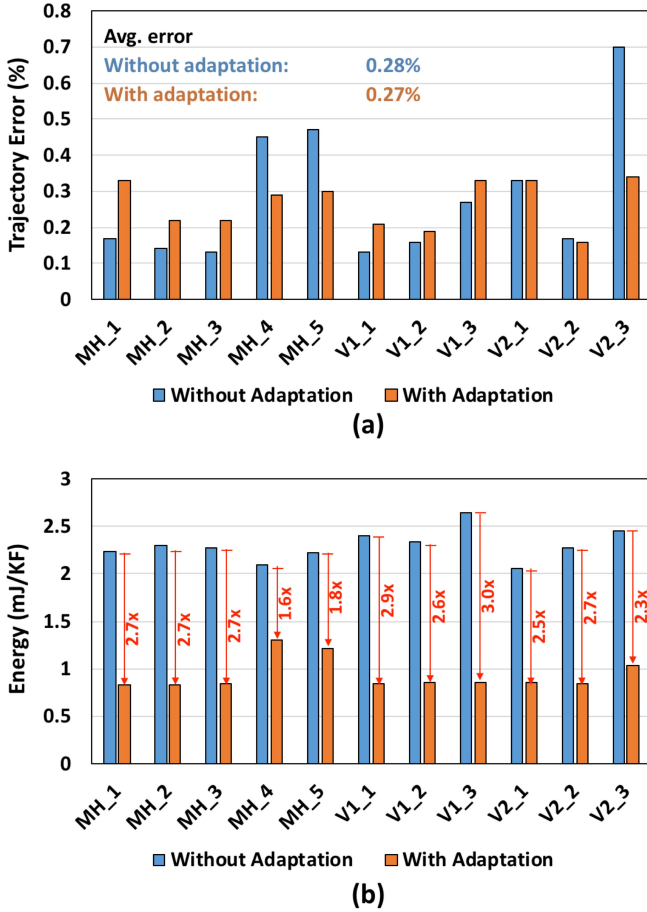 Trajectory Error (%)
0.8
0.7
0.6
0.5
0.4
0.3
0.2
0.1
0
Avg. error
Without adaptation: 0.28%
With adaptation: 0.27%
MH_1 MH_2 MH_3 MH_4 MH_5 V1_1 V1_2 V1_3 V2_1 V2_2 V2_3
Without Adaptation With Adaptation
(a)
Energy (mJ/KF)
3
2.5
2
1.5
1
0.5
0
2.7x 2.7x 2.7x 1.6x 1.8x 2.9x 2.6x 3.0x 2.5x 2.7x 2.3x
MH_1 MH_2 MH_3 MH_4 MH_5 V1_1 V1_2 V1_3 V2_1 V2_2 V2_3
Without Adaptation With Adaptation
(b)